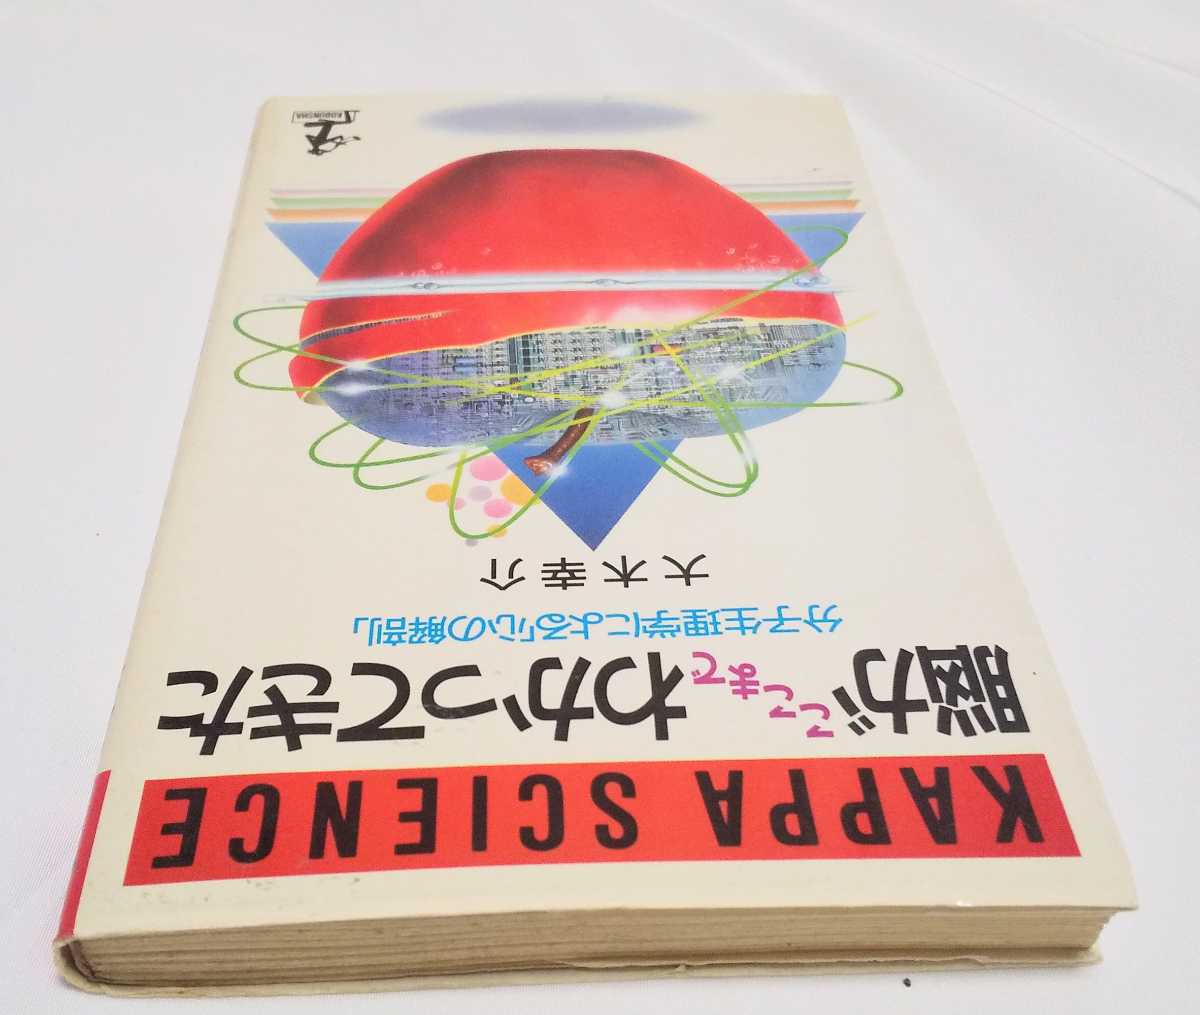 KAPPA SCIENCE
脳がここまでわかってきた
分子生理学による「心の解剖」
大木幸介
KOBUNSHA